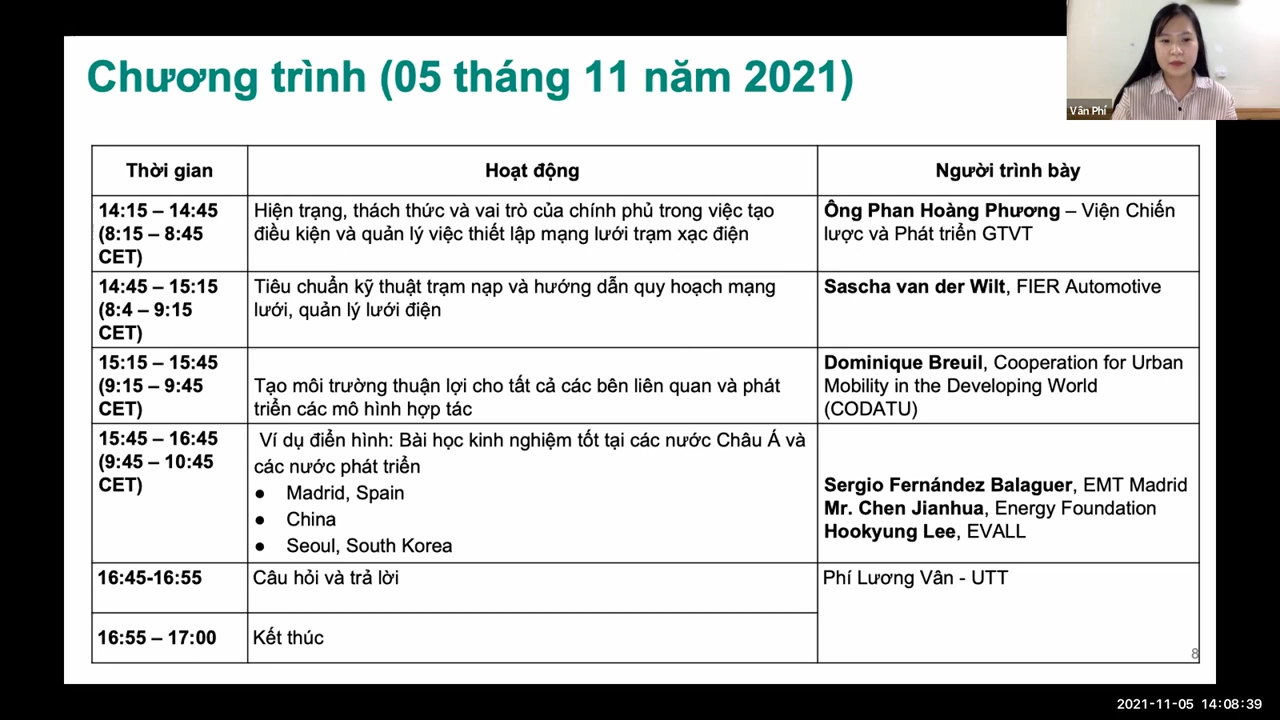 Chương trình (05 tháng 11 năm 2021)
Vân Phí
Thời gian
Hoạt động
Người trình bày
14:15 – 14:45
(8:15 – 8:45
CET)
Hiện trạng, thách thức và vai trò của chính phủ trong việc tạo
điều kiện và quản lý việc thiết lập mạng lưới trạm xạc điện
Ông Phan Hoàng Phương – Viện Chiến
lược và Phát triển GTVT
14:45 – 15:15
(8:4 – 9:15
CET)
Tiêu chuẩn kỹ thuật trạm nạp và hướng dẫn quy hoạch mạng
lưới, quản lý lưới điện
Sascha van der Wilt, FIER Automotive
15:15 – 15:45
(9:15 – 9:45
CET)
Tạo môi trường thuận lợi cho tất cả các bên liên quan và phát
triển các mô hình hợp tác
Dominique Breuil, Cooperation for Urban
Mobility in the Developing World
(CODATU)
15:45 – 16:45
(9:45 – 10:45
CET)
Ví dụ điển hình: Bài học kinh nghiệm tốt tại các nước Châu Á và
các nước phát triển
● Madrid, Spain
● China
● Seoul, South Korea
Sergio Fernández Balaguer, EMT Madrid
Mr. Chen Jianhua, Energy Foundation
Hookyung Lee, EVALL
16:45-16:55
Câu hỏi và trả lời
Phí Lương Vân - UTT
16:55 – 17:00
Kết thúc
8
2021-11-05 14:08:39